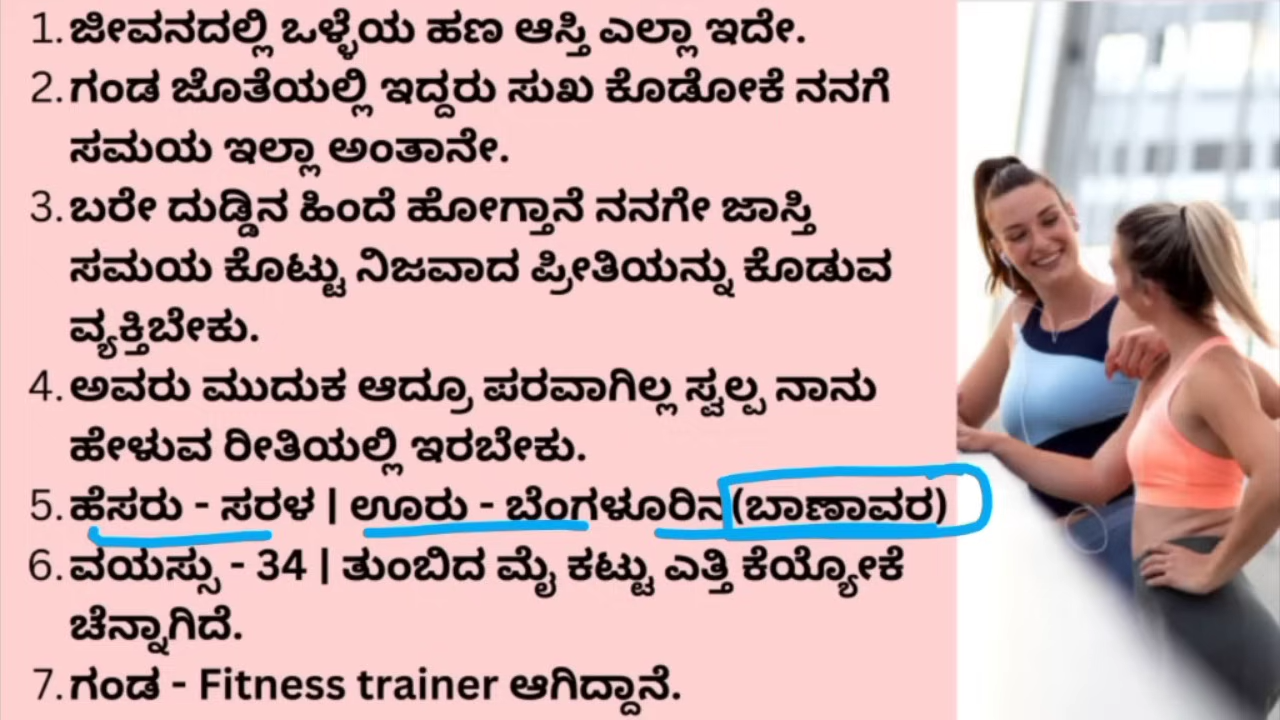 1. ಜೀವನದಲ್ಲಿ ಒಳ್ಳೆಯ ಹಣ ಆಸ್ತಿ ಎಲ್ಲಾ ಇದೇ.
2. ಗಂಡ ಜೊತೆಯಲ್ಲಿ ಇದ್ದರು ಸುಖ ಕೊಡೋಕೆ ನನಗೆ
ಸಮಯ ಇಲ್ಲಾ ಅಂತಾನೇ.
3. ಬರೇ ದುಡ್ಡಿನ ಹಿಂದೆ ಹೋಗ್ತಾನೆ ನನಗೇ ಜಾಸ್ತಿ
ಸಮಯ ಕೊಟ್ಟು ನಿಜವಾದ ಪ್ರೀತಿಯನ್ನು ಕೊಡುವ
ವ್ಯಕ್ತಿಬೇಕು.
4. ಅವರು ಮುದುಕ ಆದ್ರೂ ಪರವಾಗಿಲ್ಲ ಸ್ವಲ್ಪ ನಾನು
ಹೇಳುವ ರೀತಿಯಲ್ಲಿ ಇರಬೇಕು.
5. ಹೆಸರು - ಸರಳ | ಊರು - ಬೆಂಗಳೂರಿನ(ಬಾಣಾವರ)
6. ವಯಸ್ಸು - 34 | ತುಂಬಿದ ಮೈ ಕಟ್ಟು ಎತ್ತಿ ಕೆಯ್ಯೋಕೆ
ಚೆನ್ನಾಗಿದೆ.
7. ಗಂಡ - Fitness trainer ಆಗಿದ್ದಾನೆ.